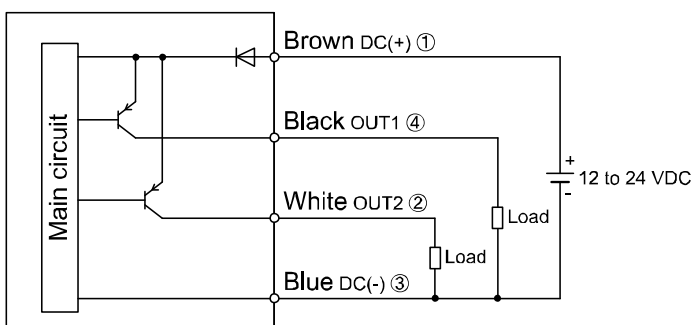 Main circuit
Brown DC(+) ①
Black OUT1 ④
White OUT2 ②
Blue DC(-) ③
Load
Load
+
12 to 24 VDC
-